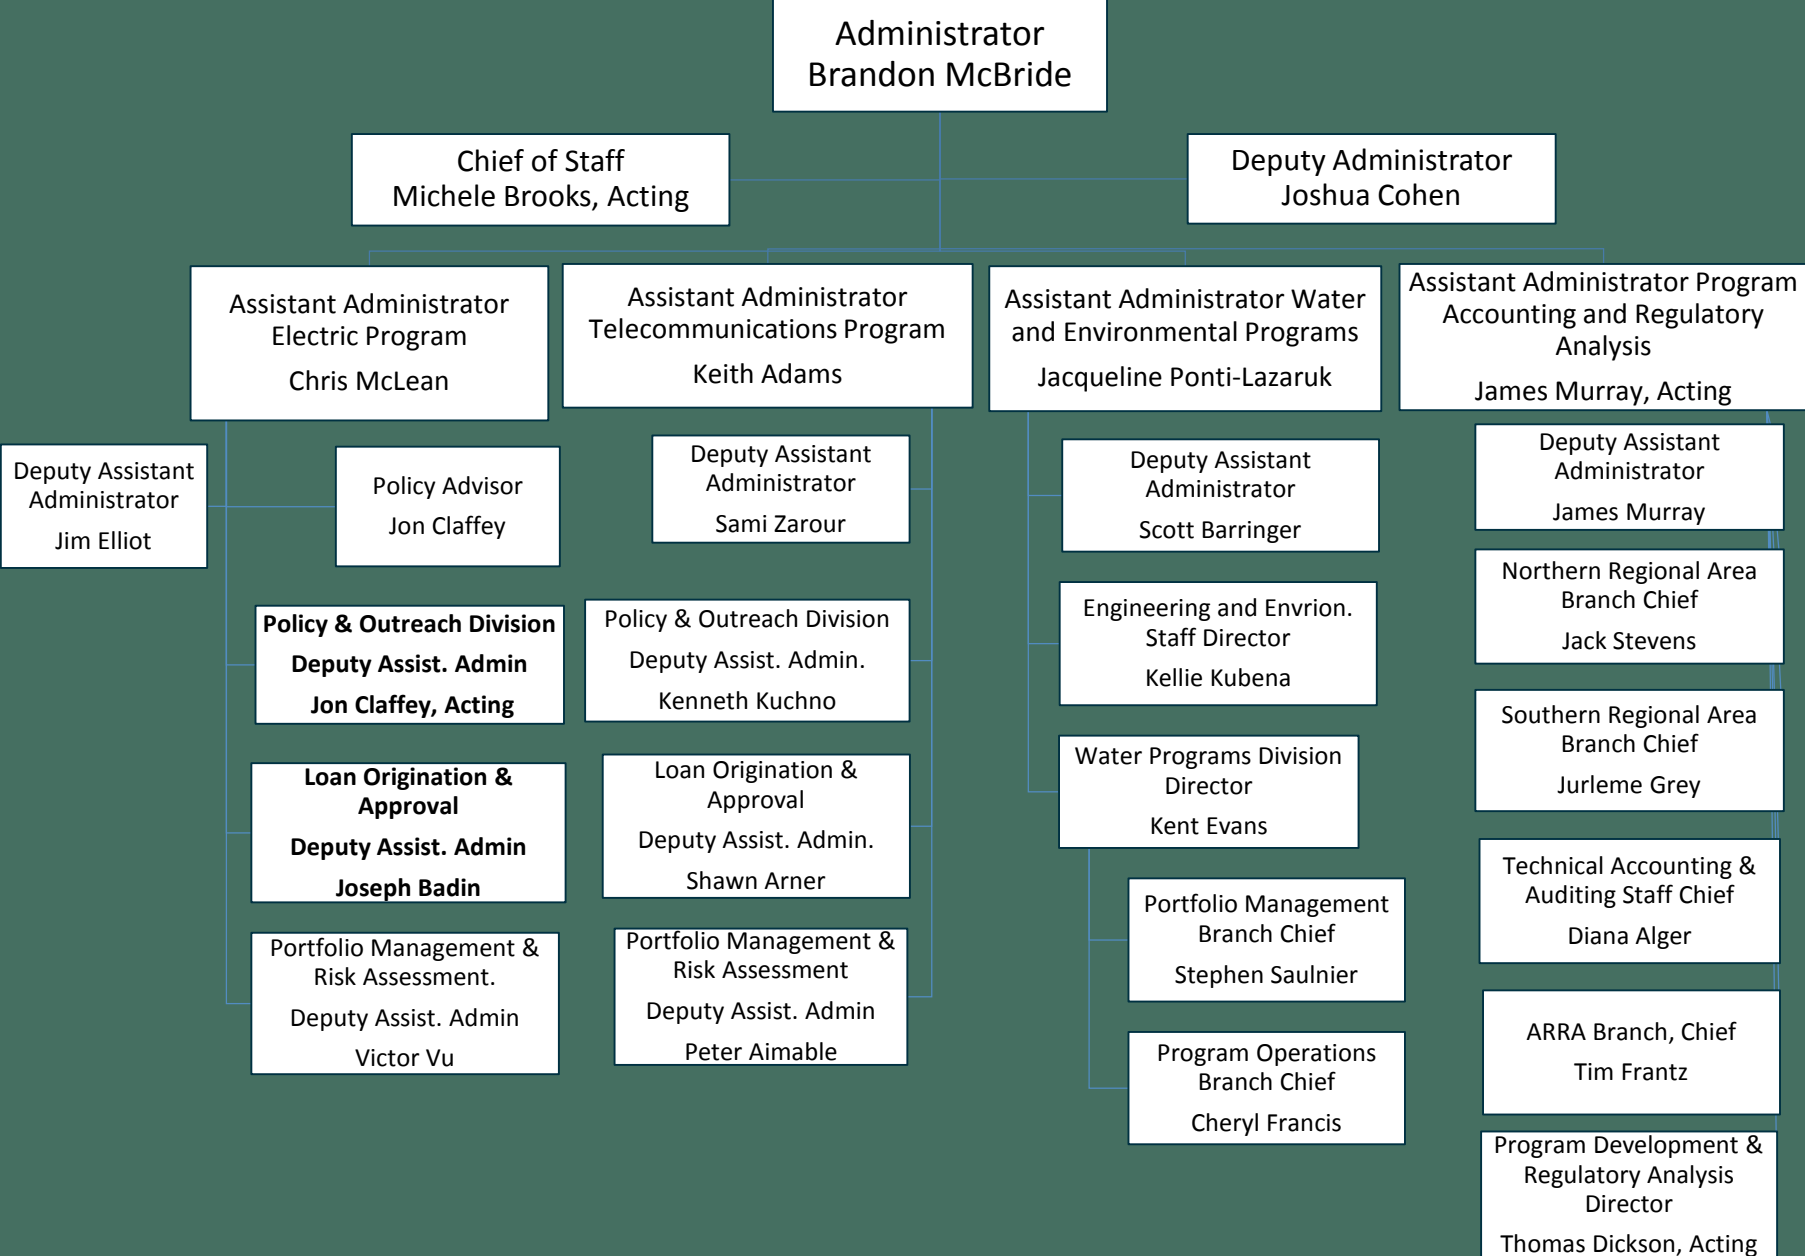 Administrator
Brandon McBride
Chief of Staff
Michele Brooks, Acting
Deputy Administrator
Joshua Cohen
Assistant Administrator
Electric Program
Chris McLean
Assistant Administrator
Telecommunications Program
Keith Adams
Assistant Administrator Water
and Environmental Programs
Jacqueline Ponti-Lazaruk
Assistant Administrator Program
Accounting and Regulatory
Analysis
James Murray, Acting
Deputy Assistant
Administrator
Jim Elliot
Policy Advisor
Jon Claffey
Policy & Outreach Division
Deputy Assist. Admin
Jon Claffey, Acting
Loan Origination &
Approval
Deputy Assist. Admin
Joseph Badin
Portfolio Management &
Risk Assessment.
Deputy Assist. Admin
Victor Vu
Deputy Assistant
Administrator
Sami Zarour
Policy & Outreach Division
Deputy Assist. Admin.
Kenneth Kuchno
Loan Origination &
Approval
Deputy Assist. Admin.
Shawn Arner
Portfolio Management &
Risk Assessment
Deputy Assist. Admin
Peter Aimable
Deputy Assistant
Administrator
Scott Barringer
Engineering and Envrion.
Staff Director
Kellie Kubena
Water Programs Division
Director
Kent Evans
Portfolio Management
Branch Chief
Stephen Saulnier
Program Operations
Branch Chief
Cheryl Francis
Deputy Assistant
Administrator
James Murray
Northern Regional Area
Branch Chief
Jack Stevens
Southern Regional Area
Branch Chief
Jurleme Grey
Technical Accounting &
Auditing Staff Chief
Diana Alger
ARRA Branch, Chief
Tim Frantz
Program Development &
Regulatory Analysis
Director
Thomas Dickson, Acting